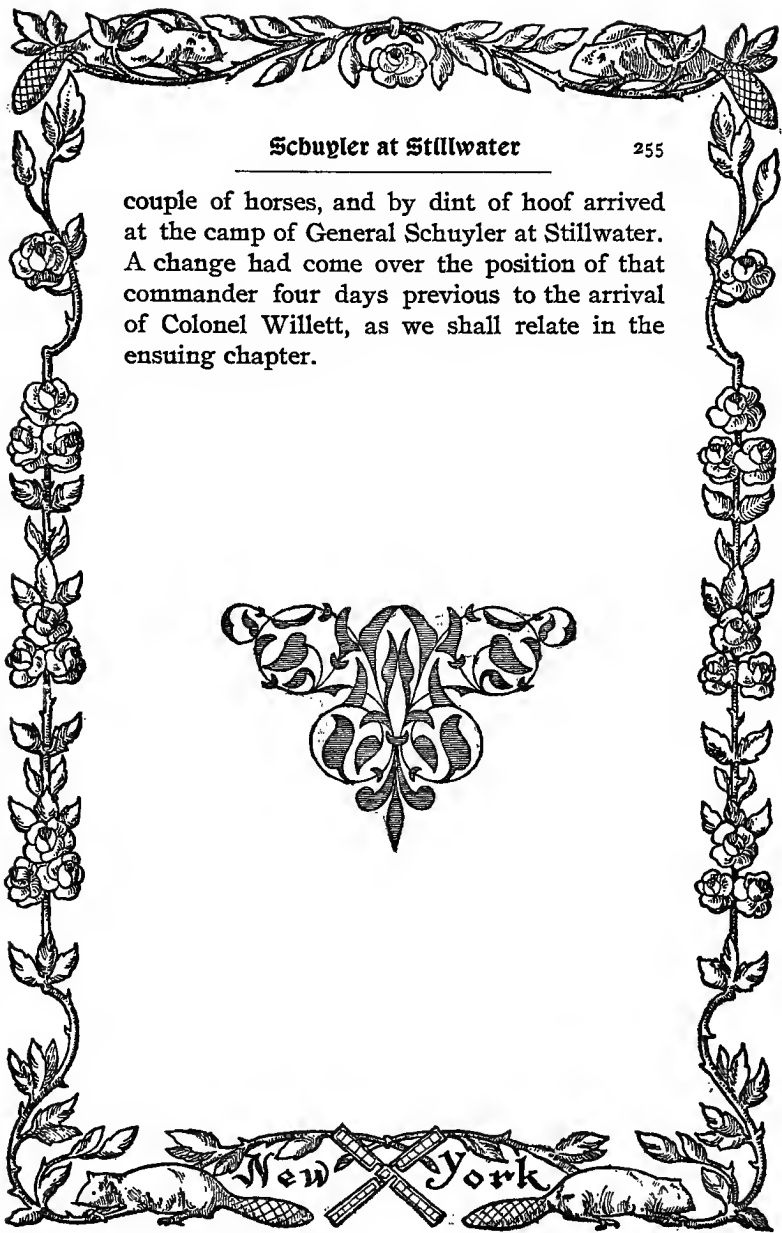 Schuyler at Stillwater 255
couple of horses, and by dint of hoof arrived
at the camp of General Schuyler at Stillwater.
A change had come over the position of that
commander four days previous to the arrival
of Colonel Willett, as we shall relate in the
ensuing chapter.
New York